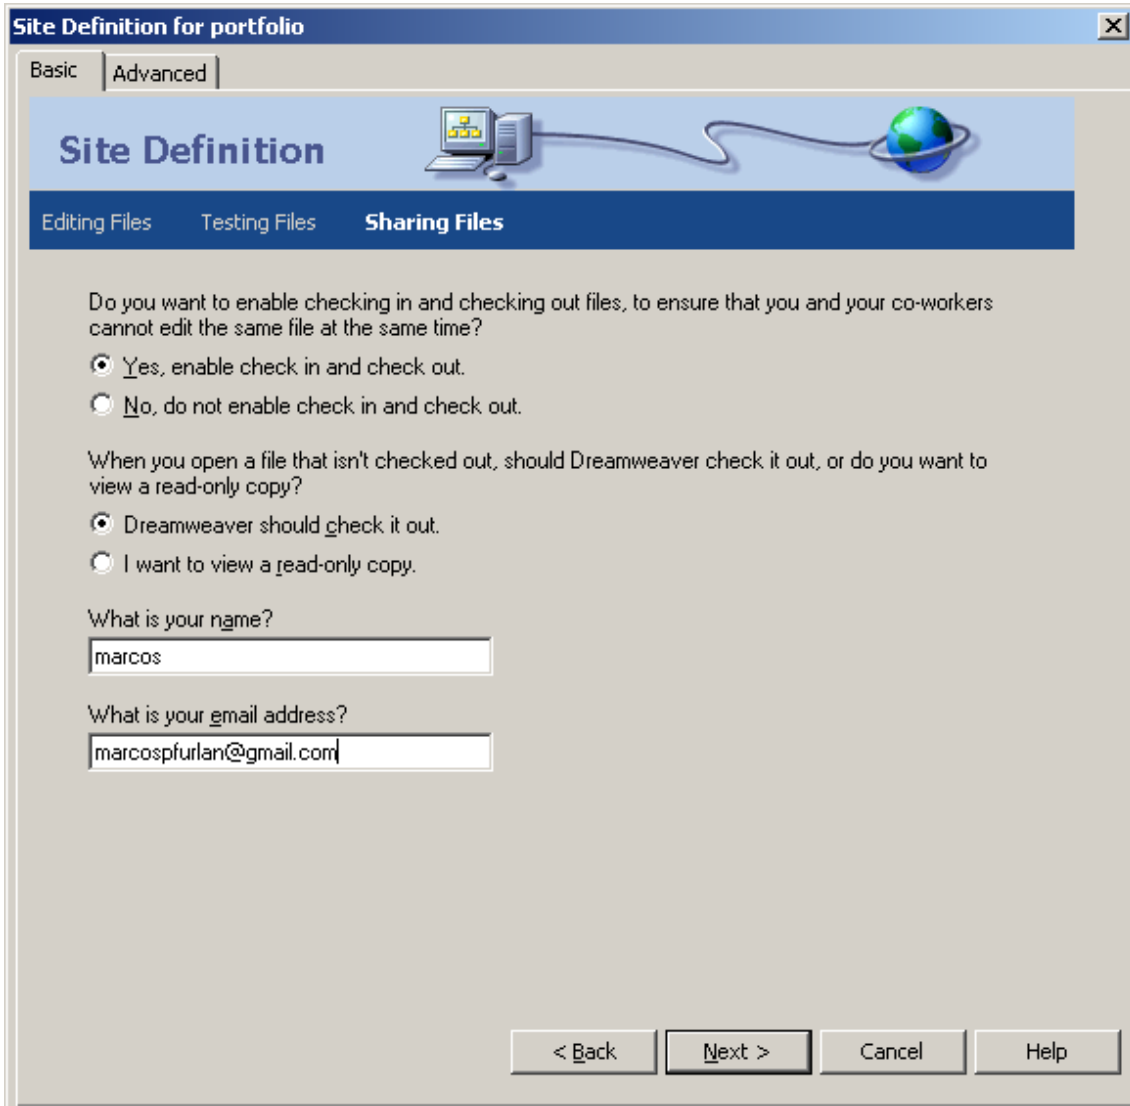 Site Definition for portfolio
Basic
Advanced
Site Definition
Editing Files
Testing Files
Sharing Files
Do you want to enable checking in and checking out files, to ensure that you and your co-workers
cannot edit the same file at the same time?
Yes, enable check in and check out.
No, do not enable check in and check out.
When you open a file that isn't checked out, should Dreamweaver check it out, or do you want to
view a read-only copy?
Dreamweaver should check it out.
I want to view a read-only copy.
What is your name?
marcos
What is your email address?
marcospfurlan@gmail.com
< Back
Next >
Cancel
Help